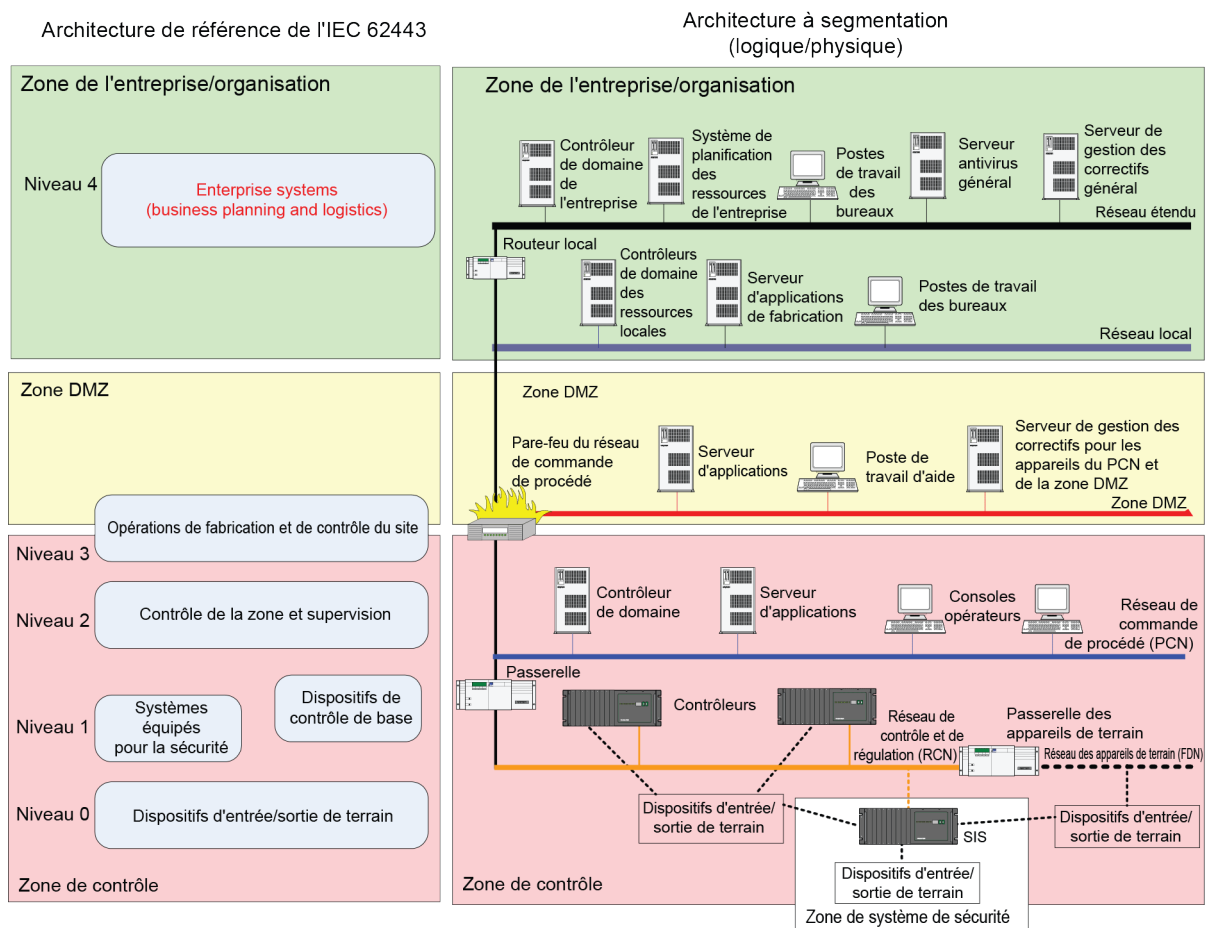 Architecture de référence de l'IEC 62443
Zone de l'entreprise/organisation
Niveau 4
Enterprise systems
(business planning and logistics)
Zone DMZ
Opérations de fabrication et de contrôle du site
Niveau 3
Niveau 2
Contrôle de la zone et supervision
Niveau 1
Systèmes
équipés
pour la sécurité
Dispositifs de
contrôle de base
Niveau 0
Dispositifs d'entrée/sortie de terrain
Zone de contrôle
Architecture à segmentation
(logique/physique)
Zone de l'entreprise/organisation
Contrôleur
de domaine
de
l'entreprise
Système de
planification
des
ressources
de l'entreprise
Postes
de travail
des
bureaux
Serveur
antivirus
général
Serveur de
gestion des
correctifs
général
Réseau étendu
Routeur local
Contrôleurs
de domaine
des
ressources
locales
Serveur
d'applications
de fabrication
Postes de travail
des bureaux
Réseau local
Zone DMZ
Pare-feu du réseau
de commande
de procédé
Serveur
d'applications
Poste de
travail d'aide
Serveur de gestion des
correctifs pour les
appareils du PCN et
de la zone DMZ
Zone DMZ
Contrôleur
de domaine
Serveur
d'applications
Consoles
opérateurs
Réseau de
commande
de procédé (PCN)
Passerelle
Contrôleurs
Réseau de
contrôle et de
régulation (RCN)
Passerelle des
appareils de terrain
Réseau des appareils de terrain (FDN)
Dispositifs d'entrée/
sortie de terrain
SIS
Dispositifs d'entrée/
sortie de terrain
Dispositifs d'entrée/
sortie de terrain
Zone de contrôle
Zone de système de sécurité